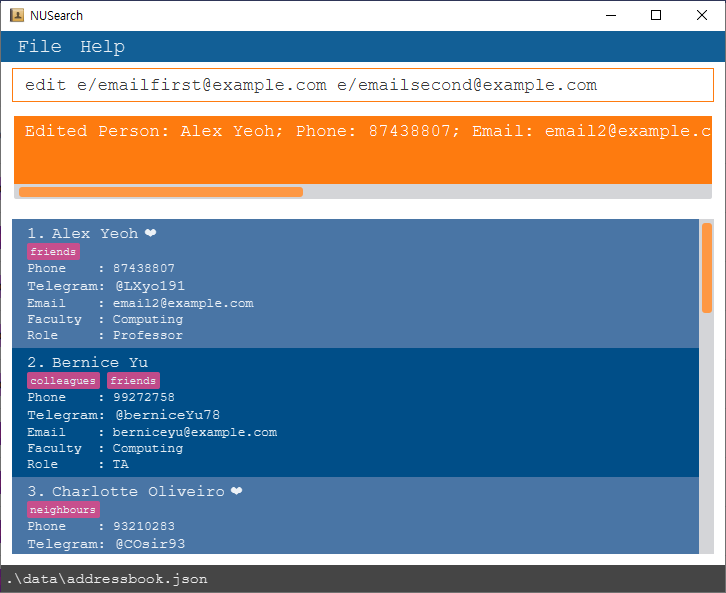 NUSearch
File Help
edit e/emailfirst@example.com e/emailsecond@example.com
Edited Person: Alex Yeoh; Phone: 87438807; Email: email2@example.c
1. Alex Yeoh ❤
friends
Phone : 87438807
Telegram: @LXyo191
Email : email2@example.com
Faculty : Computing
Role : Professor
2. Bernice Yu
colleagues friends
Phone : 99272758
Telegram: @berniceYu78
Email : berniceyu@example.com
Faculty : Computing
Role : TA
3. Charlotte Oliveiro ❤
neighbours
Phone : 93210283
Telegram: @COsir93
.\data\addressbook.json